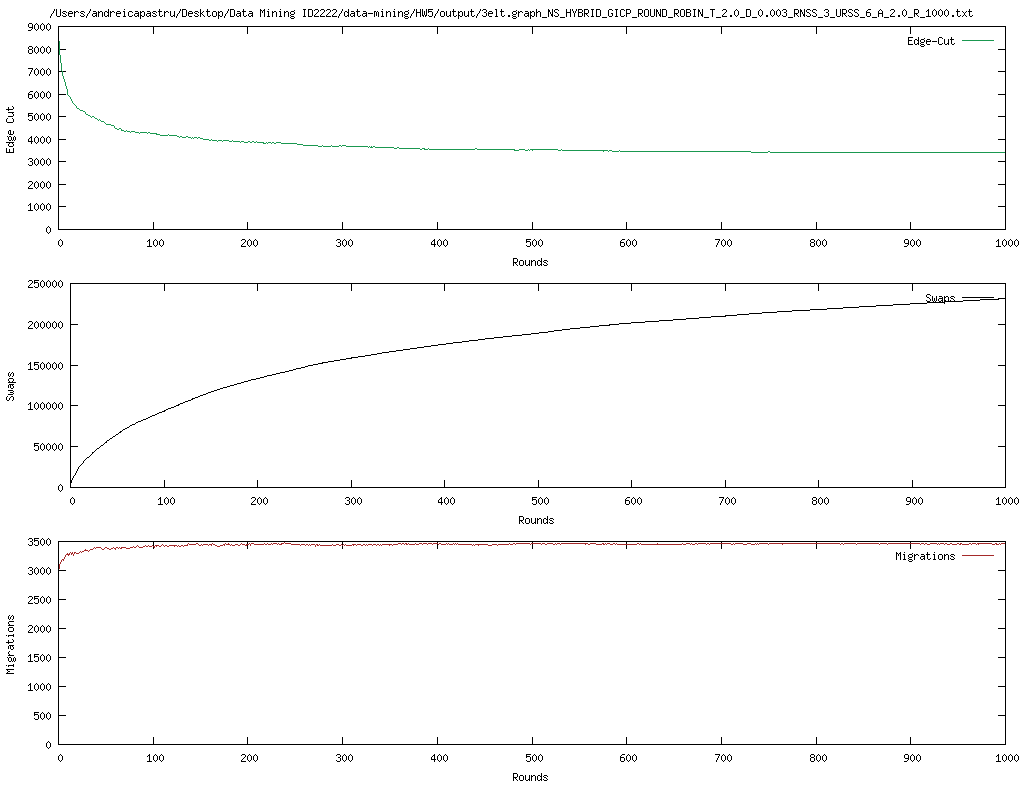 /Users/andreicapastru/Desktop/Data Mining ID2222/data-mining/HW5/output/3elt.graph_NS_HYBRID_GICP_ROUND_ROBIN_T_2.0_D_0.003_RNSS_3_URSS_6_A_2.0_R_1000.txt
9000
8000
7000
6000
5000
4000
3000
2000
1000
0
Edge Cut
Edge-Cut
0 100 200 300 400 500 600 700 800 900 1000
Rounds
250000
200000
150000
100000
50000
0
Swaps
Swaps
0 100 200 300 400 500 600 700 800 900 1000
Rounds
3500
3000
2500
2000
1500
1000
500
0
Migrations
Migrations
0 100 200 300 400 500 600 700 800 900 1000
Rounds